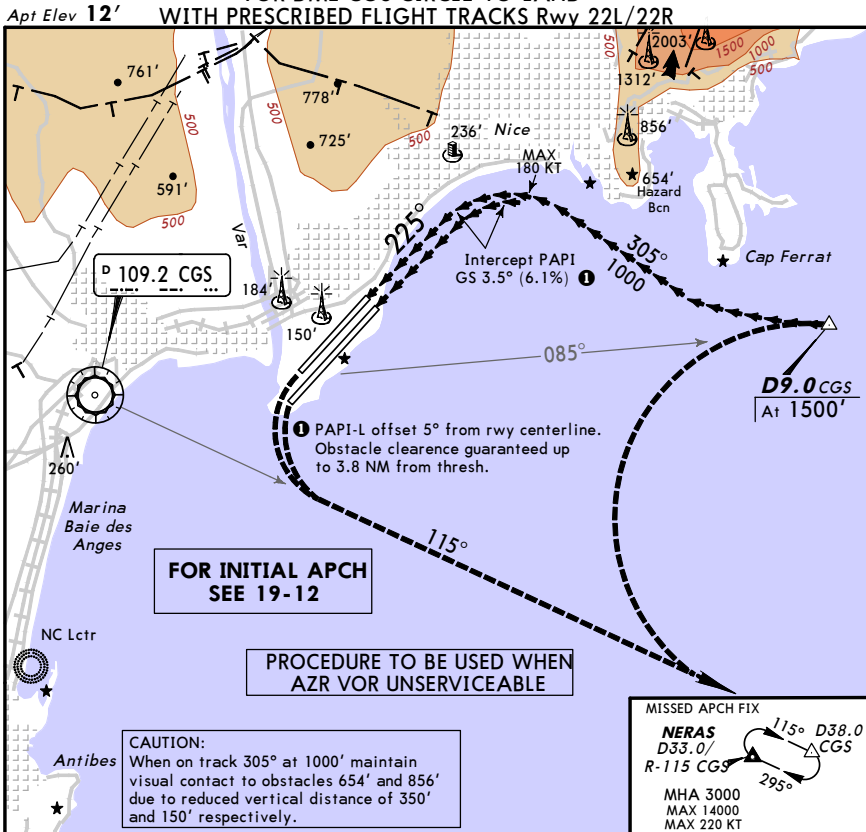 Apt Elev 12'
WITH PRESCRIBED FLIGHT TRACKS Rwy 22L/22R
761'
778'
725'
591'
500
500
500
500
236'
Nice
1312'
2003'
1500
1000
500
856'
654'
Hazard
Bcn
MAX
180 KT
Var
225°
Intercept PAPI
GS 3.5° (6.1%) ❶
305°
1000
Cap Ferrat
D 109.2 CGS
184'
150'
085°
D9.0 CGS
At 1500'
260'
❶ PAPI-L offset 5° from rwy centerline.
Obstacle clearance guaranteed up
to 3.8 NM from thresh.
Marina
Baie des
Anges
115°
FOR INITIAL APCH
SEE 19-12
NC Lctr
PROCEDURE TO BE USED WHEN
AZR VOR UNSERVICEABLE
Antibes
CAUTION:
When on track 305° at 1000' maintain
visual contact to obstacles 654' and 856'
due to reduced vertical distance of 350'
and 150' respectively.
MISSED APCH FIX
NERAS
D33.0/
R-115 CGS
115°
D38.0
CGS
295°
MHA 3000
MAX 14000
MAX 220 KT